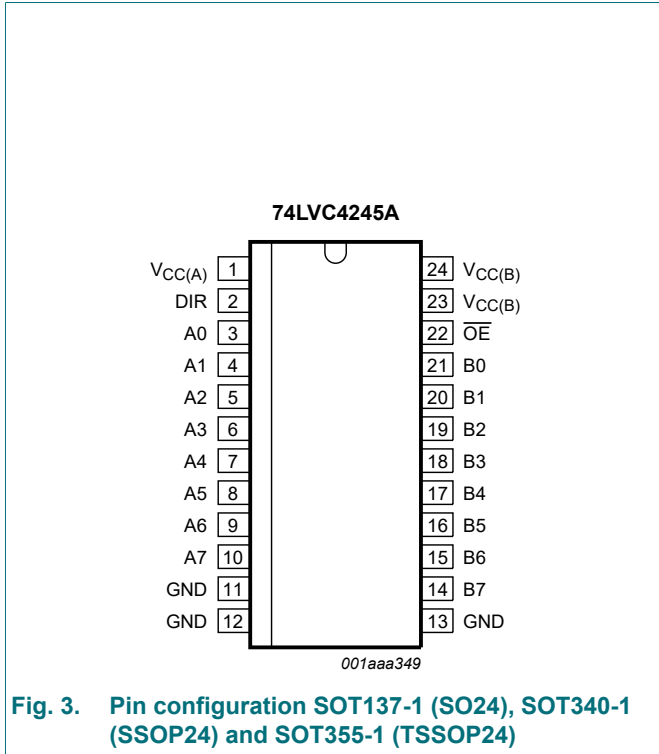 74LVC4245A
VCC(A) 1 24 VCC(B)
DIR 2 23 VCC(B)
A0 3 22 O̅E̅
A1 4 21 B0
A2 5 20 B1
A3 6 19 B2
A4 7 18 B3
A5 8 17 B4
A6 9 16 B5
A7 10 15 B6
GND 11 14 B7
GND 12 13 GND
001aaa349
Fig. 3. Pin configuration SOT137-1 (SO24), SOT340-1
(SSOP24) and SOT355-1 (TSSOP24)